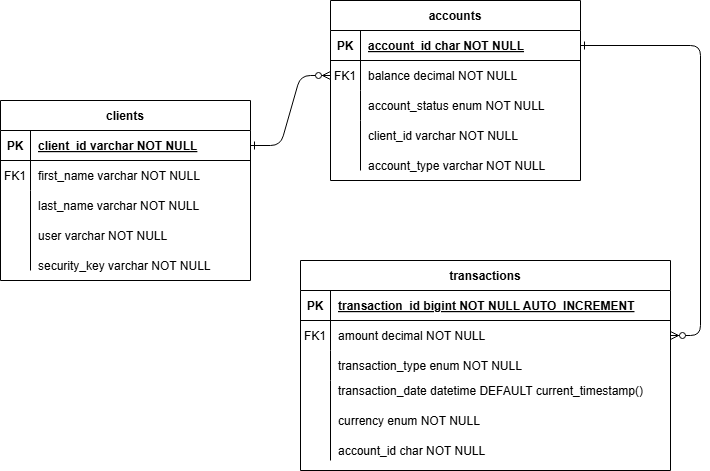 accounts
PK account_id char NOT NULL
FK1 balance decimal NOT NULL
account_status enum NOT NULL
client_id varchar NOT NULL
account_type varchar NOT NULL
clients
PK client_id varchar NOT NULL
FK1 first_name varchar NOT NULL
last_name varchar NOT NULL
user varchar NOT NULL
security_key varchar NOT NULL
transactions
PK transaction_id bigint NOT NULL AUTO_INCREMENT
FK1 amount decimal NOT NULL
transaction_type enum NOT NULL
transaction_date datetime DEFAULT current_timestamp()
currency enum NOT NULL
account_id char NOT NULL